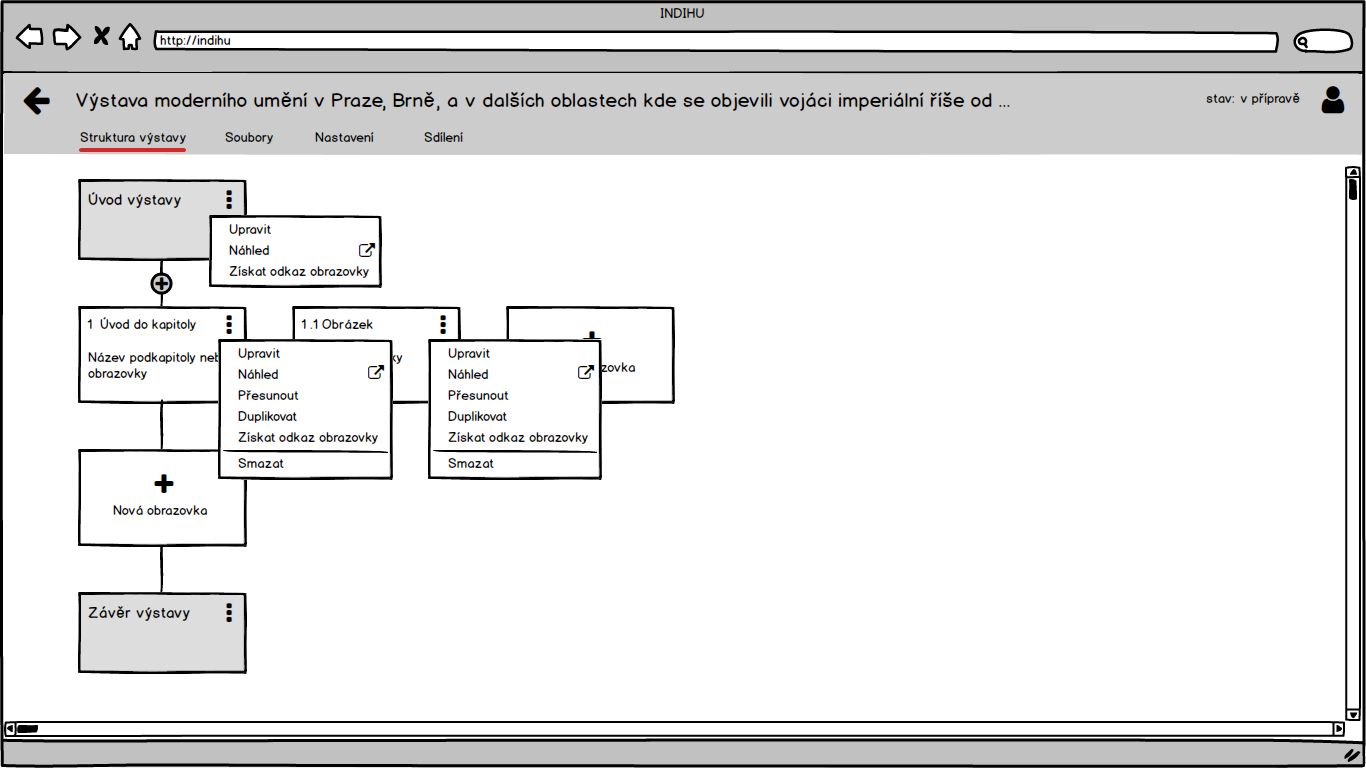 INDIHU
http://indihu
Výstava moderního umění v Praze, Brně, a v dalších oblastech kde se objevili vojáci imperiální říše od ...
stav: v přípravě
Struktura výstavy
Soubory
Nastavení
Sdílení
Úvod výstavy
Upravit
Náhled
Získat odkaz obrazovky
1 Úvod do kapitoly
Název podkapitoly
obrazovky
Upravit
Náhled
Přesunout
Duplikovat
Získat odkaz obrazovky
Smazat
1.1 Obrázek
Upravit
Náhled
Přesunout
Duplikovat
Získat odkaz obrazovky
Smazat
Nová obrazovka
Závěr výstavy